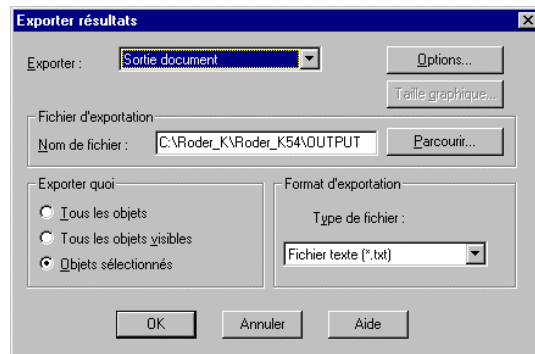 Exporter résultats
Exporter : Sortie document Options...
Taille graphique...
Fichier d'exportation
Nom de fichier : C:\Roder_K\Roder_K54\OUTPUT Parcourir...
Exporter quoi
Tous les objets
Tous les objets visibles
Objets sélectionnés
Format d'exportation
Type de fichier :
Fichier texte (*.txt)
OK Annuler Aide